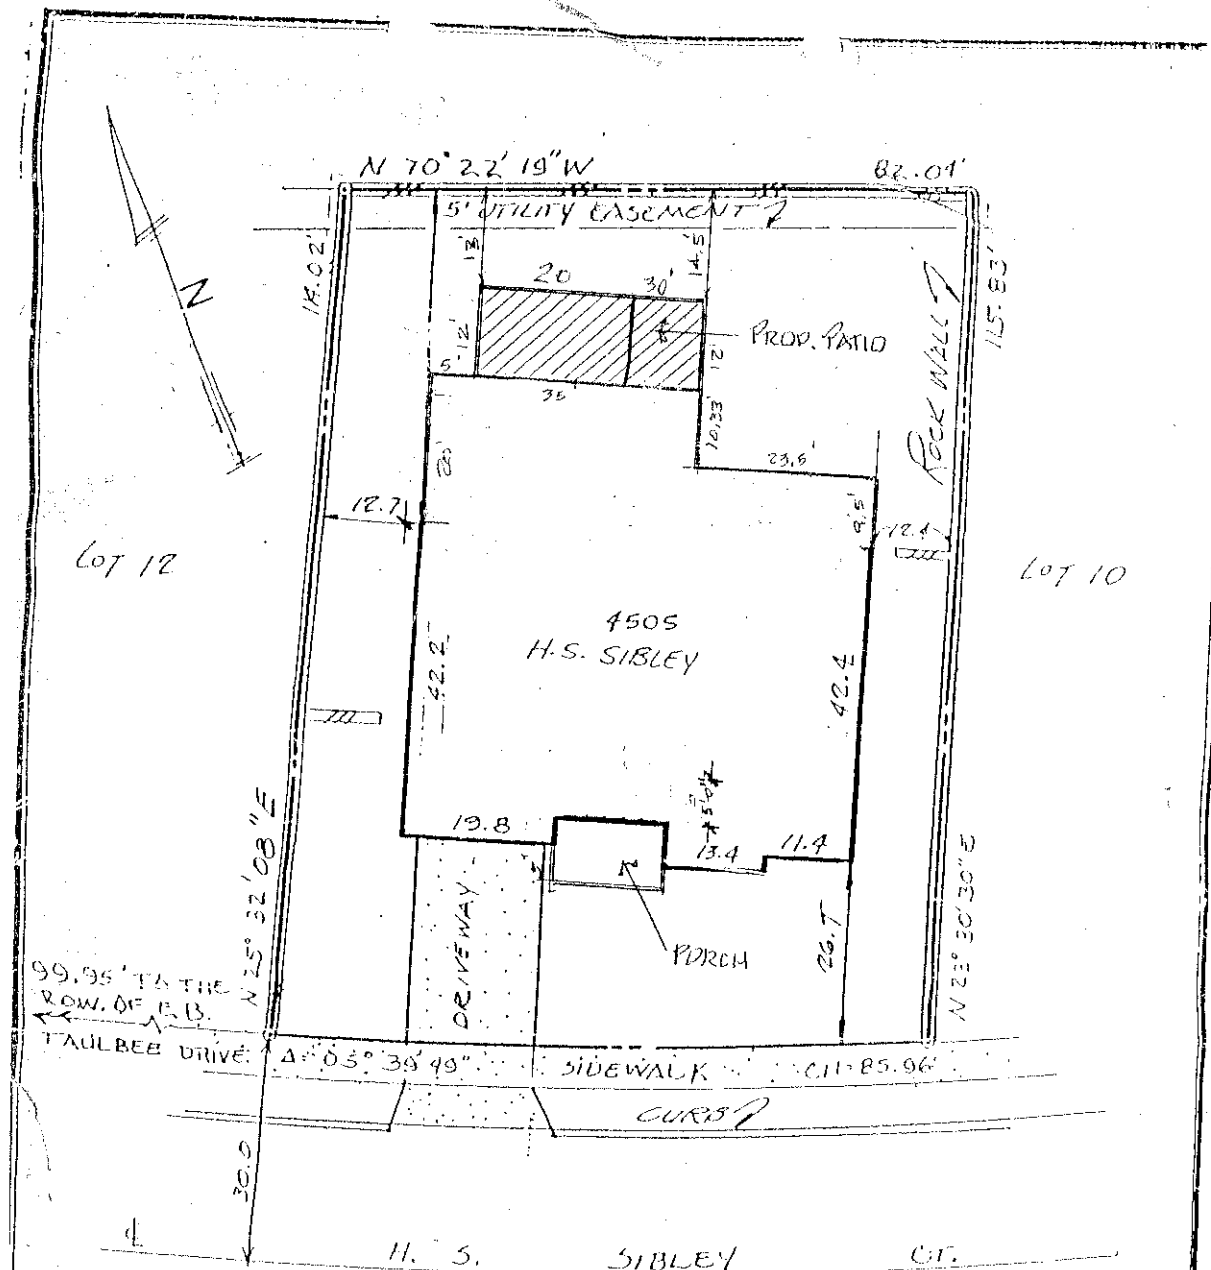 N 70° 22' 19" W
82.01'
5' UTILITY EASEMENT
13'
14.5'
20
30'
PROP. PATIO
5
12'
12'
35
10.33'
23.5'
20'
9.5'
12.7
12.4
ROCK WALL
115.83'
N
LOT 12
LOT 10
4505
H.S. SIBLEY
42.2
42.4
19.8
13.4
11.4
5'0"
DRIVEWAY
PORCH
26.7
N 25° 32' 08" E
N 23° 30' 30" E
99.95' TO THE
R.O.W. OF E.B.
TAULBEE DRIVE
Δ=03° 39' 49"
SIDEWALK
CH=85.96'
CURB
30.0
℄
H. S. SIBLEY CT.